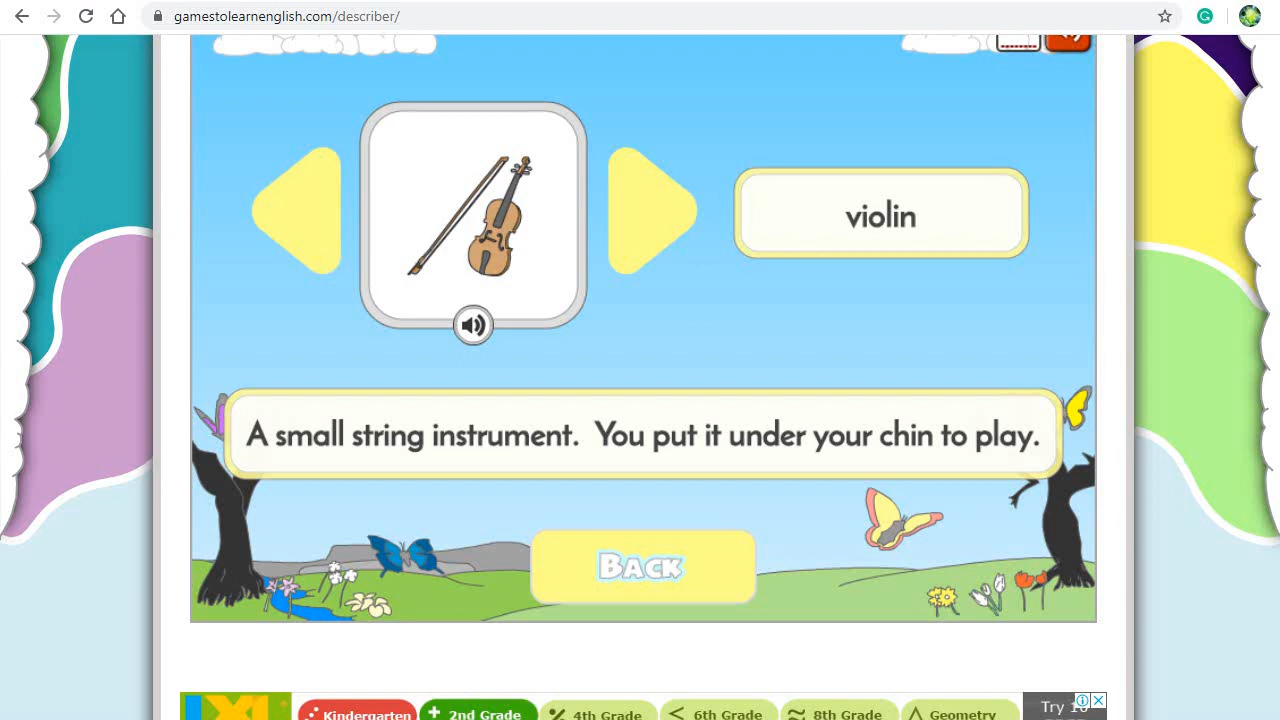 gamestolearnenglish.com/describer/
violin
A small string instrument. You put it under your chin to play.
BACK
IXL
Kindergarten
2nd Grade
4th Grade
6th Grade
8th Grade
Geometry
Try